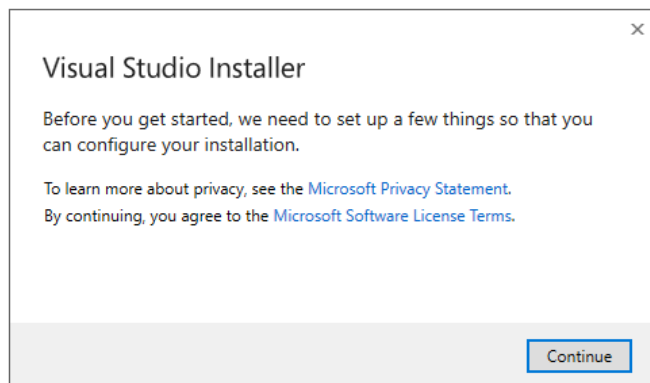 Visual Studio Installer
Before you get started, we need to set up a few things so that you
can configure your installation.
To learn more about privacy, see the Microsoft Privacy Statement.
By continuing, you agree to the Microsoft Software License Terms.
Continue